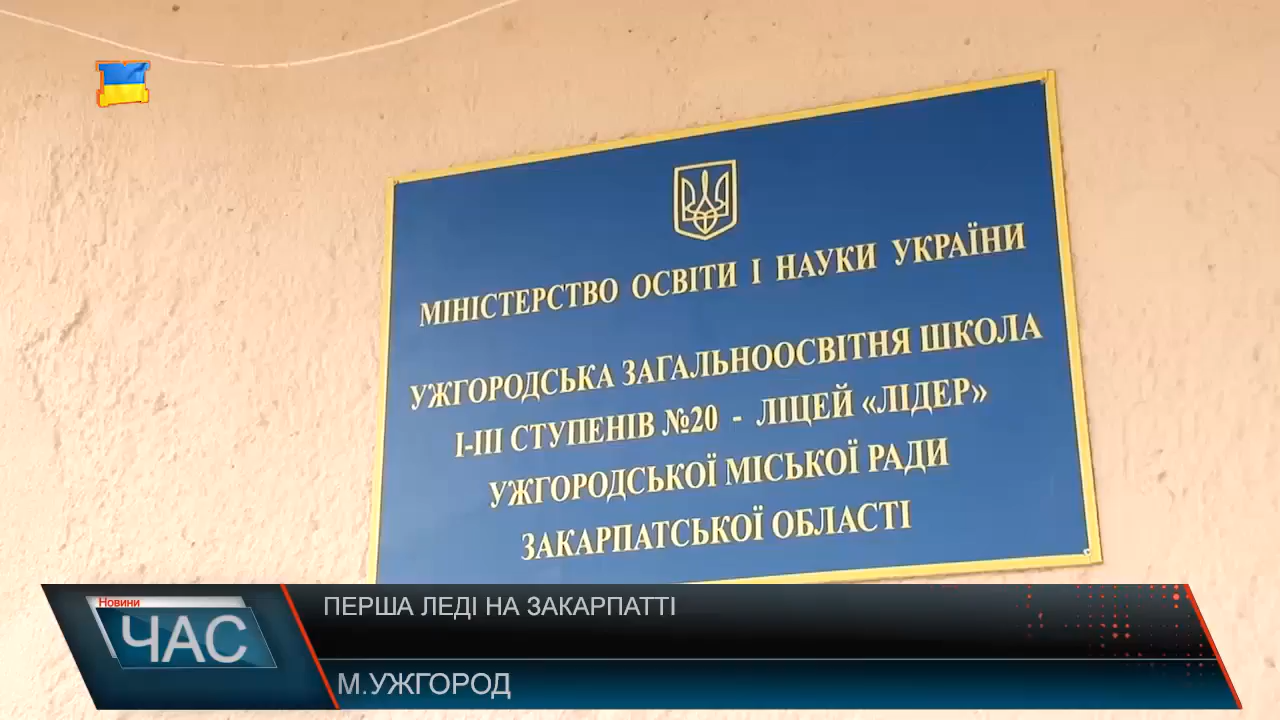 МІНІСТЕРСТВО ОСВІТИ І НАУКИ УКРАЇНИ
УЖГОРОДСЬКА ЗАГАЛЬНООСВІТНЯ ШКОЛА
І-ІІІ СТУПЕНІВ №20 - ЛІЦЕЙ «ЛІДЕР»
УЖГОРОДСЬКОЇ МІСЬКОЇ РАДИ
ЗАКАРПАТСЬКОЇ ОБЛАСТІ
Новини
ЧАС
ПЕРША ЛЕДІ НА ЗАКАРПАТТІ
М.УЖГОРОД